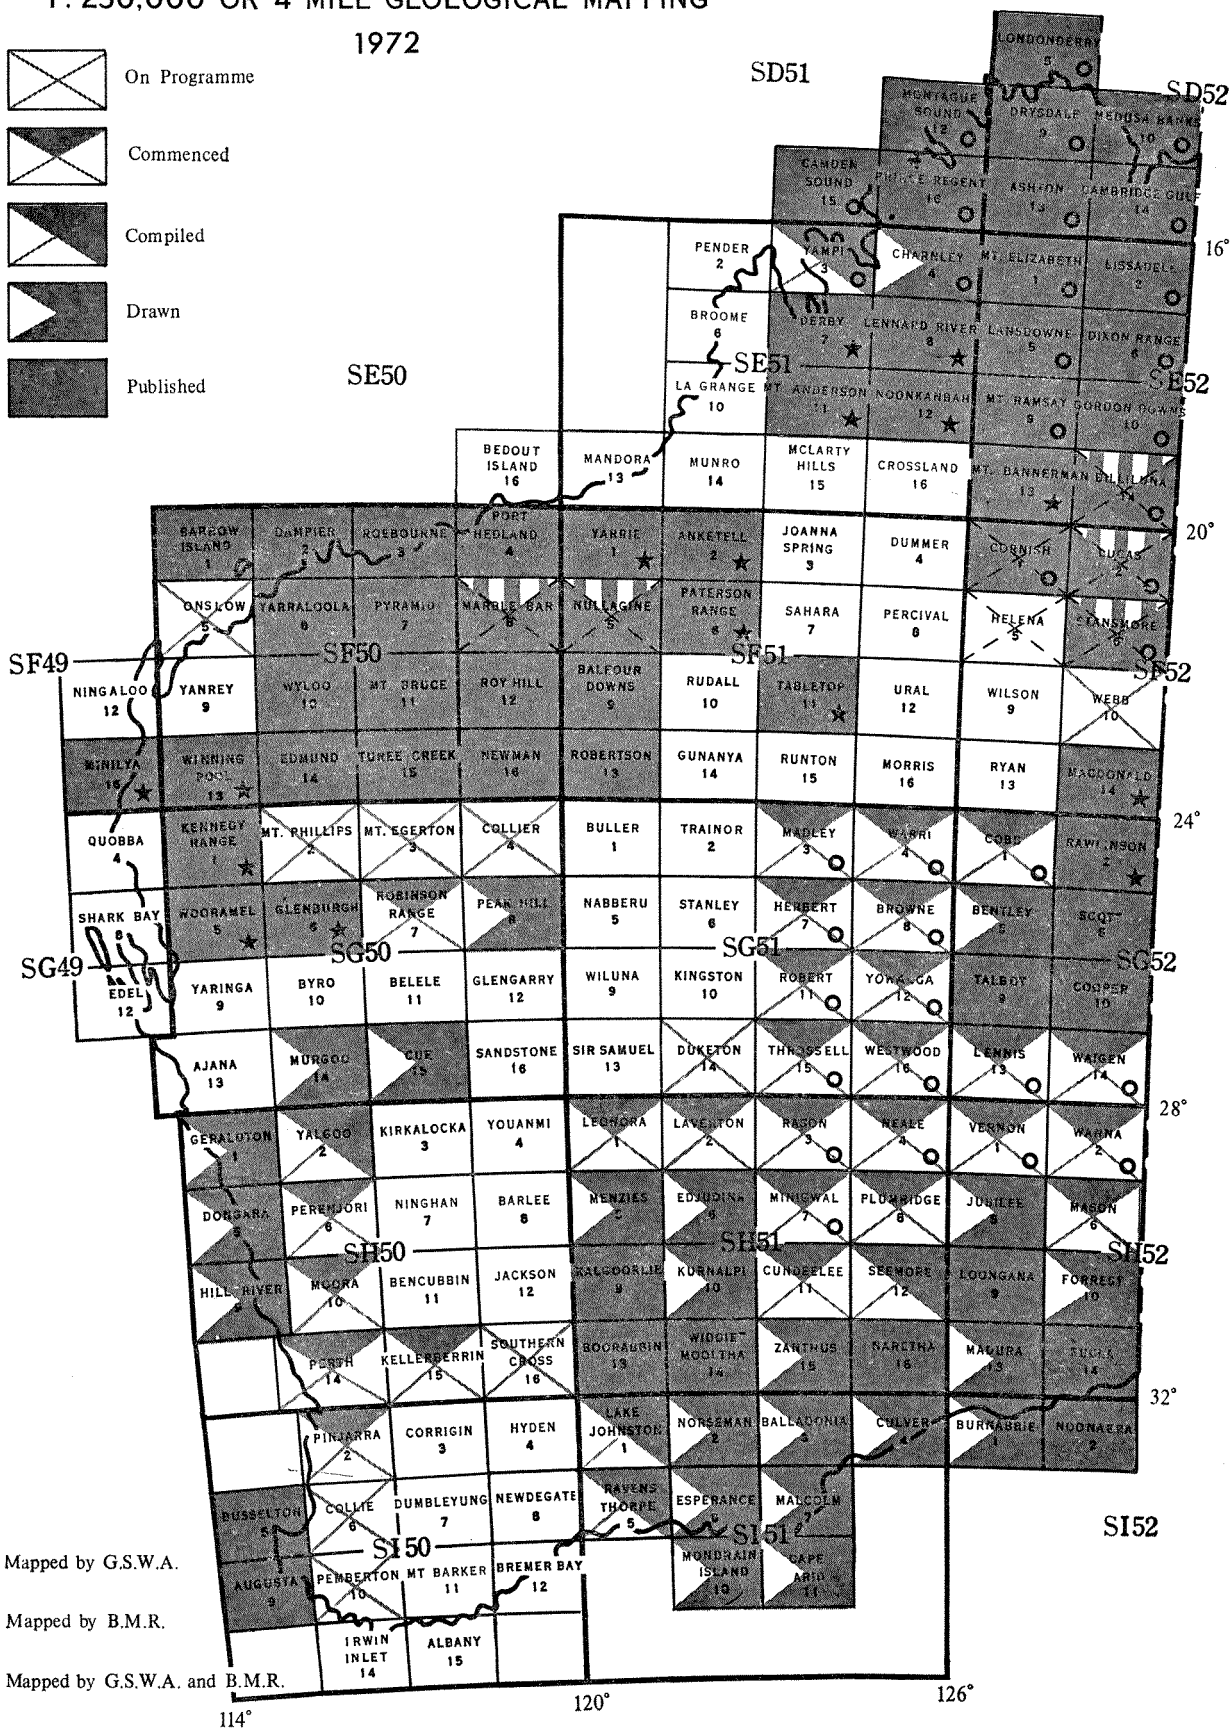 1:250,000 OR 4 MILE GEOLOGICAL MAPPING
1972
On Programme
Commenced
Compiled
Drawn
Published
SD51
SD52
LONDONDERRY
5
MONTAGUE SOUND
12
DRYSDALE
9
MEDUSA BANKS
10
CAMDEN SOUND
15
PRINCE REGENT
16
ASHTON
13
CAMBRIDGE GULF
14
16°
PENDER
2
YAMPI
3
CHARNLEY
4
MT. ELIZABETH
1
LISSADELL
2
BROOME
6
DERBY
7
LENNARD RIVER
8
LANSDOWNE
5
DIXON RANGE
6
SE50
SE51
SE52
LA GRANGE
10
MT ANDERSON
11
NOONKANBAH
12
MT. RAMSAY
9
GORDON DOWNS
10
BEDOUT ISLAND
16
MANDORA
13
MUNRO
14
MCLARTY HILLS
15
CROSSLAND
16
MT. BANNERMAN
13
BILLILUNA
14
20°
BARROW ISLAND
1
DAMPIER
2
ROEBOURNE
3
PORT HEDLAND
4
YARRIE
1
ANKETELL
2
JOANNA SPRING
3
DUMMER
4
CORNISH
1
LUCAS
2
ONSLOW
5
YARRALOOLA
6
PYRAMID
7
MARBLE BAR
8
NULLAGINE
5
PATERSON RANGE
6
SAHARA
7
PERCIVAL
8
HELENA
5
STANSMORE
6
SF49
SF50
SF51
SF52
NINGALOO
12
YANREY
9
WYLOO
10
MT BRUCE
11
ROY HILL
12
BALFOUR DOWNS
9
RUDALL
10
TABLETOP
11
URAL
12
WILSON
9
WEBB
10
MINILYA
16
WINNING POOL
13
EDMUND
14
TUREE CREEK
15
NEWMAN
16
ROBERTSON
13
GUNANYA
14
RUNTON
15
MORRIS
16
RYAN
13
MACDONALD
14
24°
QUOBBA
4
KENNEDY RANGE
1
MT. PHILLIPS
2
MT. EGERTON
3
COLLIER
4
BULLER
1
TRAINOR
2
MADLEY
3
WARRI
4
COBB
1
RAWLINSON
2
SHARK BAY
8
WOORAMEL
5
GLENBURGH
6
ROBINSON RANGE
7
PEAK HILL
8
NABBERU
5
STANLEY
6
HERBERT
7
BROWNE
8
BENTLEY
5
SCOTT
6
SG49
SG50
SG51
SG52
EDEL
12
YARINGA
9
BYRO
10
BELELE
11
GLENGARRY
12
WILUNA
9
KINGSTON
10
ROBERT
11
YOWALGA
12
TALBOT
9
COOPER
10
AJANA
13
MURGOO
14
CUE
15
SANDSTONE
16
SIR SAMUEL
13
DUKETON
14
THROSSELL
15
WESTWOOD
16
LENNIS
13
WAIGEN
14
28°
GERALDTON
1
YALGOO
2
KIRKALOCKA
3
YOUANMI
4
LEONORA
1
LAVERTON
2
RASON
3
NEALE
4
VERNON
1
WANNA
2
DONGARA
5
PERENJORI
6
NINGHAN
7
BARLEE
8
MENZIES
5
EDJUDINA
6
MINIGWAL
7
PLUMRIDGE
8
JUBILEE
5
MASON
6
SH50
SH51
SH52
HILL RIVER
9
MOORA
10
BENCUBBIN
11
JACKSON
12
KALGOORLIE
9
KURNALPI
10
CUNDEELEE
11
SEEMORE
12
LOONGANA
9
FORREST
10
PERTH
14
KELLERBERRIN
15
SOUTHERN CROSS
16
BOORABBIN
13
WIDGIEMOOLTHA
14
ZANTHUS
15
NARETHA
16
MADURA
13
EUCLA
14
32°
PINJARRA
2
CORRIGIN
3
HYDEN
4
LAKE JOHNSTON
1
NORSEMAN
2
BALLADONIA
3
CULVER
4
BURNABBIE
1
NOONAERA
2
BUSSELTON
5
COLLIE
6
DUMBLEYUNG
7
NEWDEGATE
8
RAVENSTHORPE
5
ESPERANCE
6
MALCOLM
7
SI50
SI51
SI52
Mapped by G.S.W.A.
AUGUSTA
9
PEMBERTON
10
MT BARKER
11
BREMER BAY
12
MONDRAIN ISLAND
10
CAPE ARID
11
Mapped by B.M.R.
IRWIN INLET
14
ALBANY
15
Mapped by G.S.W.A. and B.M.R.
114°
120°
126°